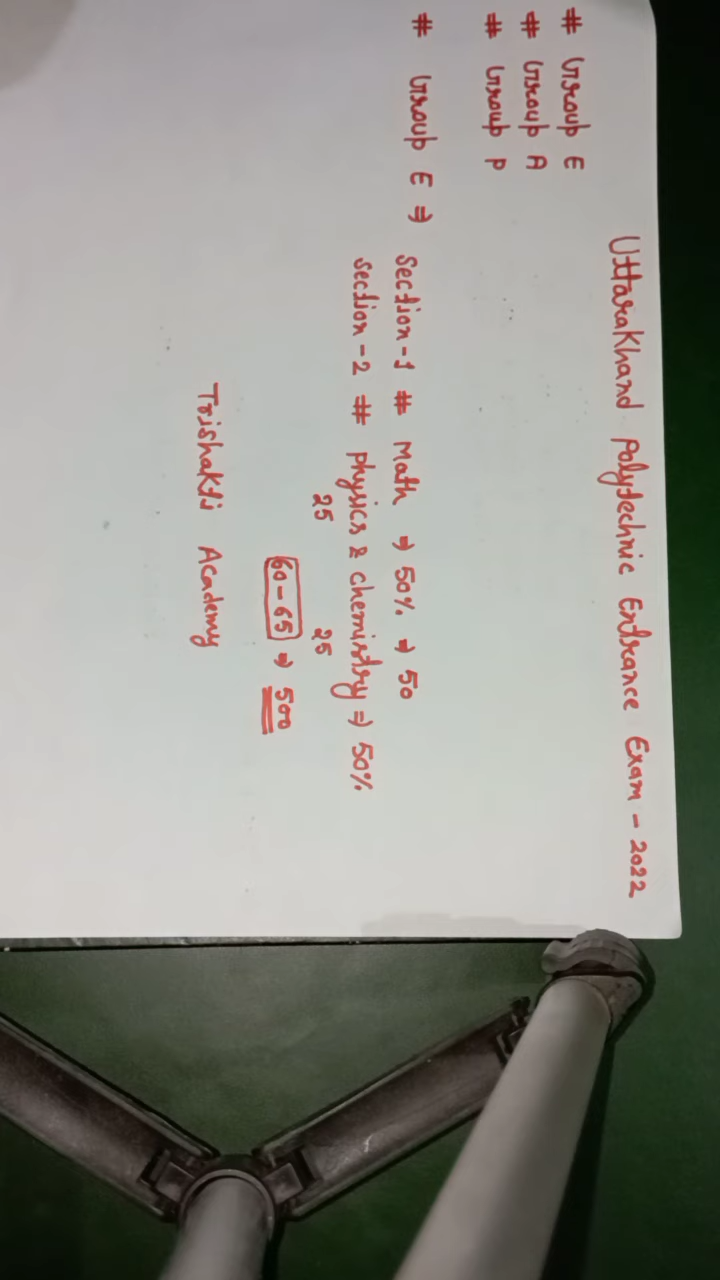 Uttarakhand Polytechnic Entrance Exam - 2022
# Group E
# Group A
# Group P
# Group E ⇒ Section-1 # Math ⇒ 50% ⇒ 50
Section-2 # Physics & chemistry ⇒ 50%
25 25
60-65 ⇒ 500
Trishakti Academy